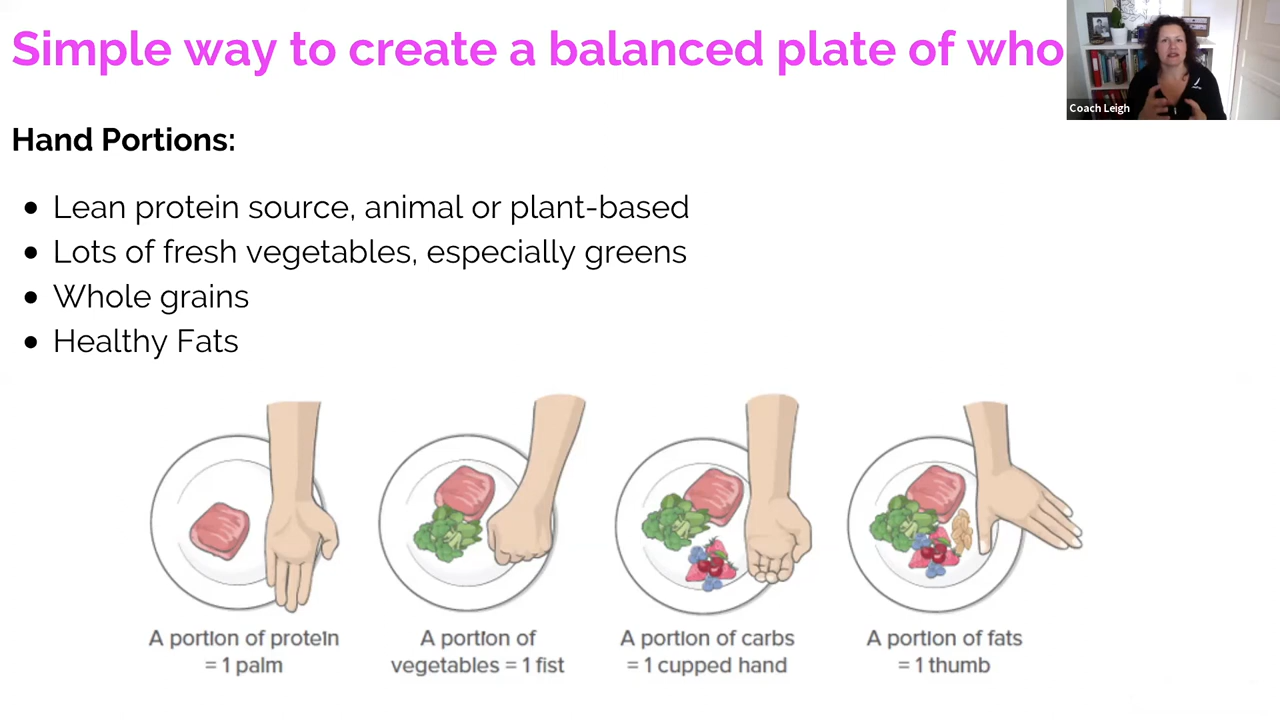 Simple way to create a balanced plate of who
Coach Leigh
Hand Portions:
Lean protein source, animal or plant-based
Lots of fresh vegetables, especially greens
Whole grains
Healthy Fats
A portion of protein
= 1 palm
A portion of
vegetables = 1 fist
A portion of carbs
= 1 cupped hand
A portion of fats
= 1 thumb